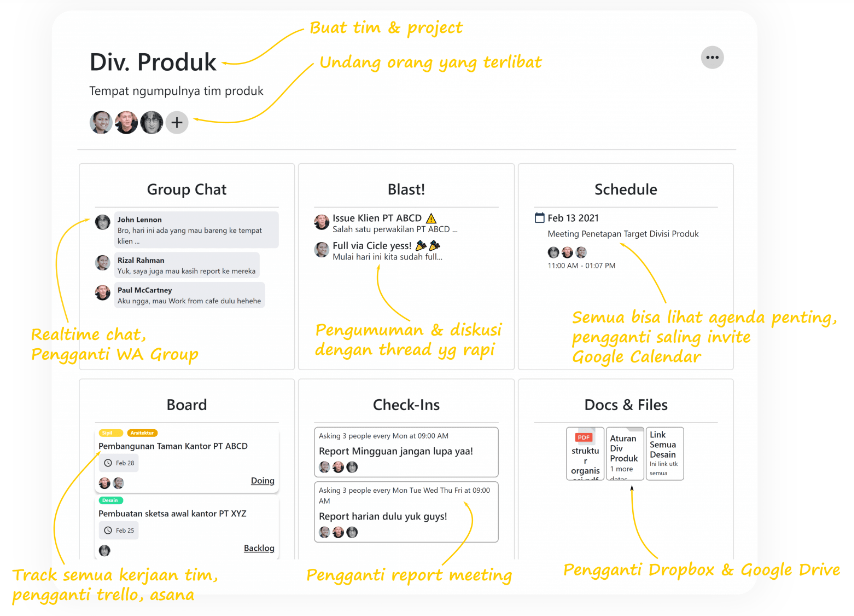 Buat tim & project
Div. Produk
Undang orang yang terlibat
Tempat ngumpulnya tim produk
Group Chat
John Lennon
Bro, hari ini ada yang mau bareng ke tempat
klien ...
Rizal Rahman
Yuk, saya juga mau kasih report ke mereka
Paul McCartney
Aku ngga, mau Work from cafe dulu hehehe
Realtime chat,
Pengganti WA Group
Blast!
Issue Klien PT ABCD ⚠️
Salah satu perwakilan PT ABCD ...
Full via Cicle yess! 🎉🎉
Mulai hari ini kita sudah full...
Pengumuman & diskusi
dengan thread yg rapi
Schedule
Feb 13 2021
Meeting Penetapan Target Divisi Produk
11:00 AM - 01:07 PM
Semua bisa lihat agenda penting,
pengganti saling invite
Google Calendar
Board
Arsitektur
Pembangunan Taman Kantor PT ABCD
Feb 28
Doing
Desain
Pembuatan sketsa awal kantor PT XYZ
Feb 25
Backlog
Track semua kerjaan tim,
pengganti trello, asana
Check-Ins
Asking 3 people every Mon at 09:00 AM
Report Mingguan jangan lupa yaa!
Asking 3 people every Mon Tue Wed Thu Fri at 09:00
AM
Report harian dulu yuk guys!
Pengganti report meeting
Docs & Files
PDF
struktu
r
organis
asi.pdf
Aturan
Div
Produk
1 more
Link
Semua
Desain
Ini link utk
semua
Pengganti Dropbox & Google Drive